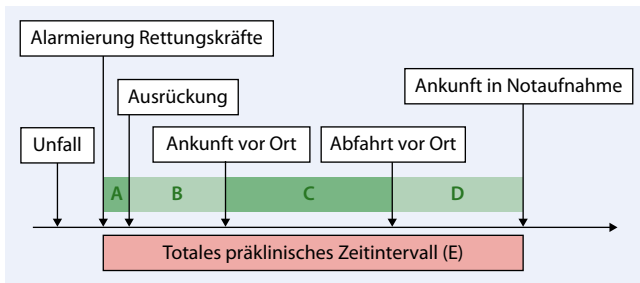 Alarmierung Rettungskräfte
Ausrückung
Ankunft in Notaufnahme
Unfall
Ankunft vor Ort
Abfahrt vor Ort
A
B
C
D
Totales präklinisches Zeitintervall (E)